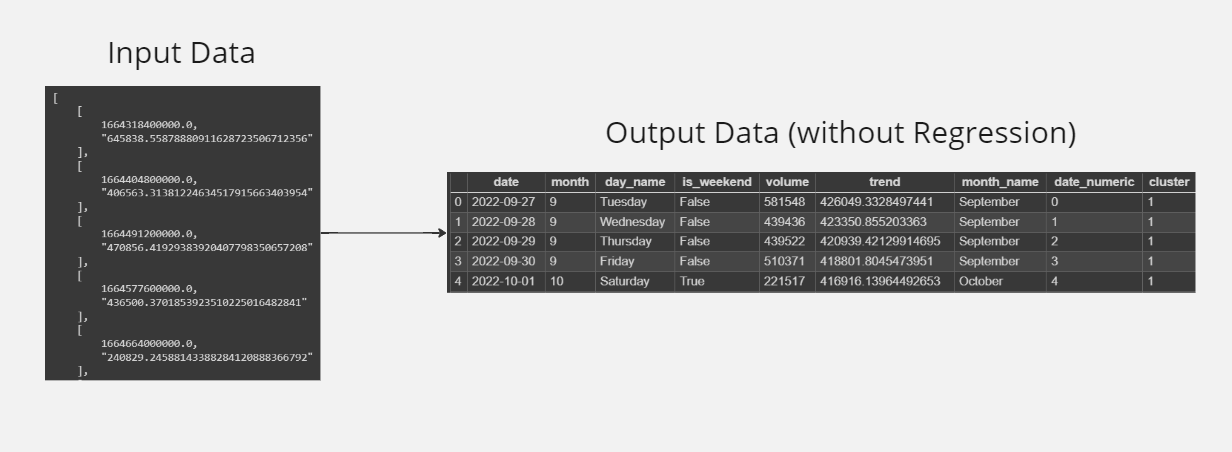 Input Data
[
[
1664318400000.0,
"645838.55878880911628723506712356"
],
[
1664404800000.0,
"406563.31381224634517915663403954"
],
[
1664491200000.0,
"470856.41929383920407798350657208"
],
[
1664577600000.0,
"436500.3701853923510225016482841"
],
[
1664664000000.0,
"240829.24588143388284120888366792"
],
Output Data (without Regression)
date month day_name is_weekend volume trend month_name date_numeric cluster
0 2022-09-27 9 Tuesday False 581548 426049.3328497441 September 0 1
1 2022-09-28 9 Wednesday False 439436 423350.855203363 September 1 1
2 2022-09-29 9 Thursday False 439522 420939.42129914695 September 2 1
3 2022-09-30 9 Friday False 510371 418801.8045473951 September 3 1
4 2022-10-01 10 Saturday True 221517 416916.13964492653 October 4 1